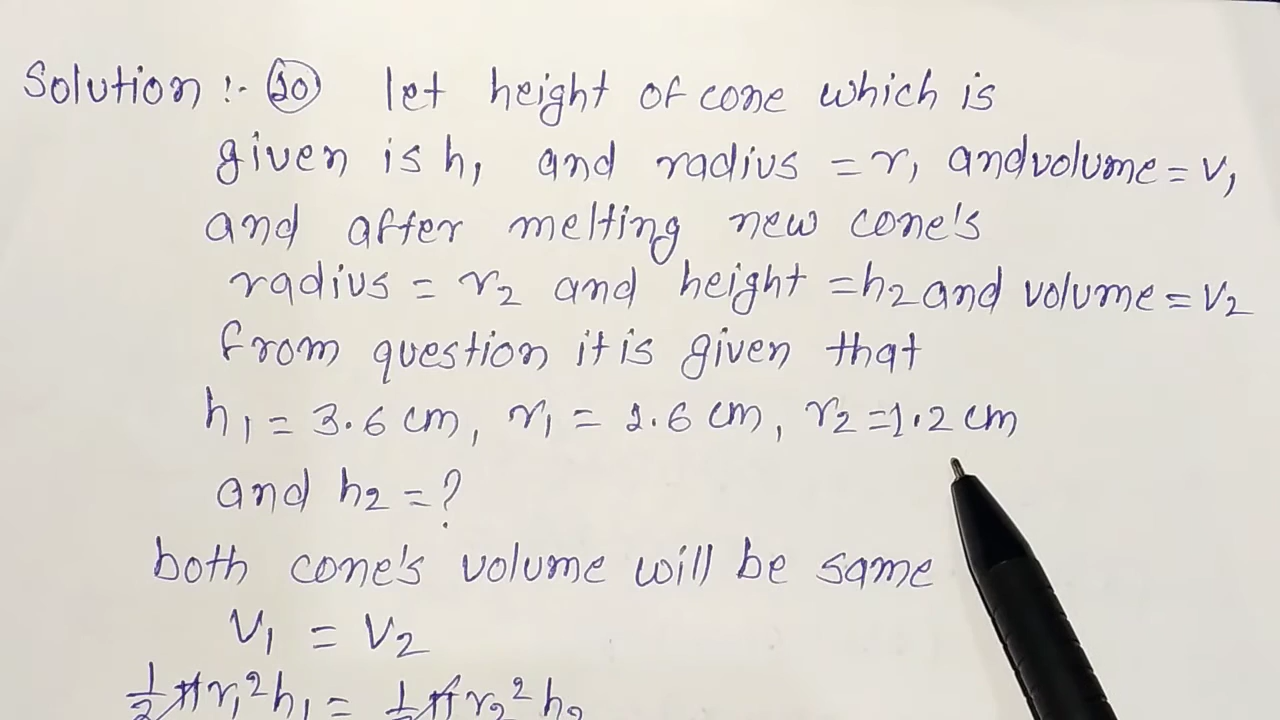 Solution :- (20) let height of cone which is
given is h₁ and radius = r₁ and volume = v₁
and after melting new cone's
radius = r₂ and height = h₂ and volume = v₂
from question it is given that
h₁ = 3.6 cm, r₁ = 1.6 cm, r₂ = 1.2 cm
and h₂ = ?
both cone's volume will be same
V₁ = V₂
πr₁²h₁ = πr₂²h₂